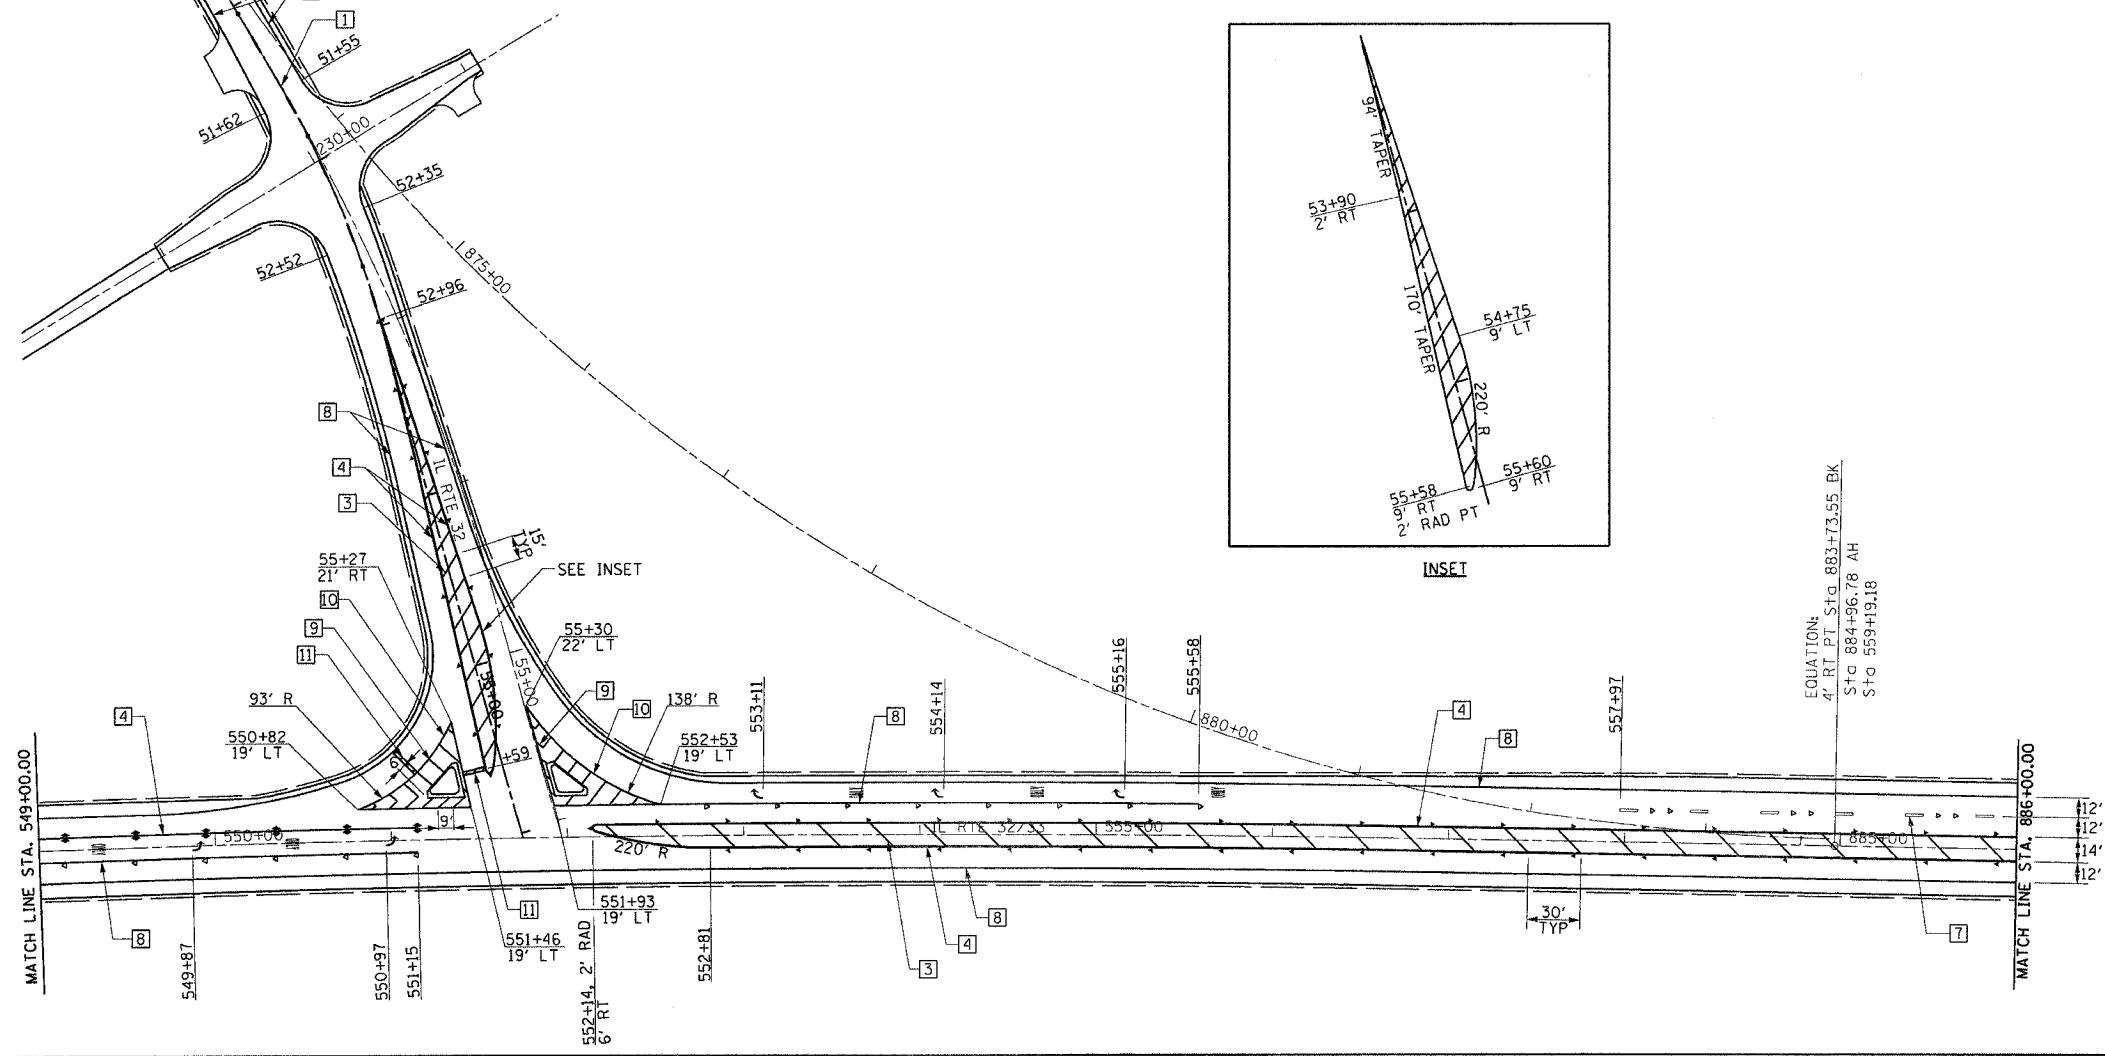 1
51+55
51+62
230+00
52+35
52+52
52+96
875+00
8
4
3
IL RTE 32
15'
TYP
55+27
21' RT
SEE INSET
10
9
11
55+30
22' LT
55+00
93' R
9
10
138' R
4
550+82
19' LT
552+53
19' LT
6'
+59
9'
550+00
553+11
8
554+14
555+16
555+58
880+00
4
8
557+97
EQUATION:
4' RT PT Sta 883+73.55 BK
Sta 884+96.78 AH
Sta 559+19.18
94' TAPER
53+90
2' RT
170' TAPER
54+75
9' LT
220' R
55+58
9' RT
2' RAD PT
55+60
9' RT
INSET
MATCH LINE STA. 549+00.00
220' R
IL RTE 32/33
555+00
885+00
12'
12'
14'
12'
MATCH LINE STA. 886+00.00
8
549+87
550+97
551+15
11
551+46
19' LT
551+93
19' LT
552+14, 2' RAD
6' RT
552+81
3
4
8
30'
TYP
7